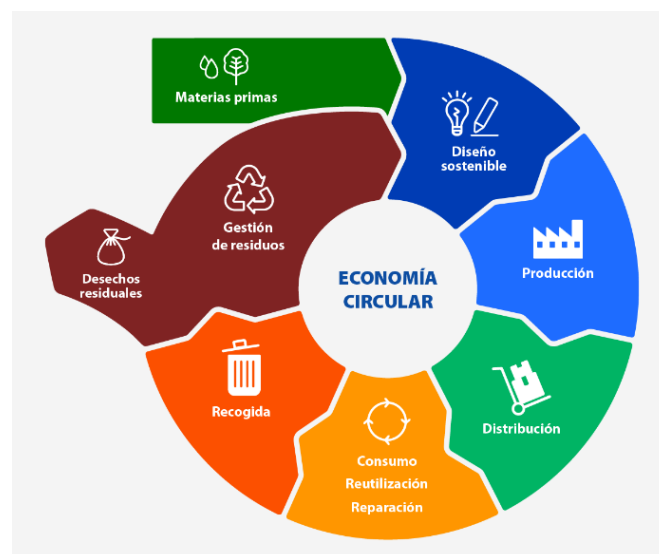 Materias primas
Diseño
sostenible
Producción
Distribución
Consumo
Reutilización
Reparación
Recogida
Gestión
de residuos
Desechos
residuales
ECONOMÍA
CIRCULAR